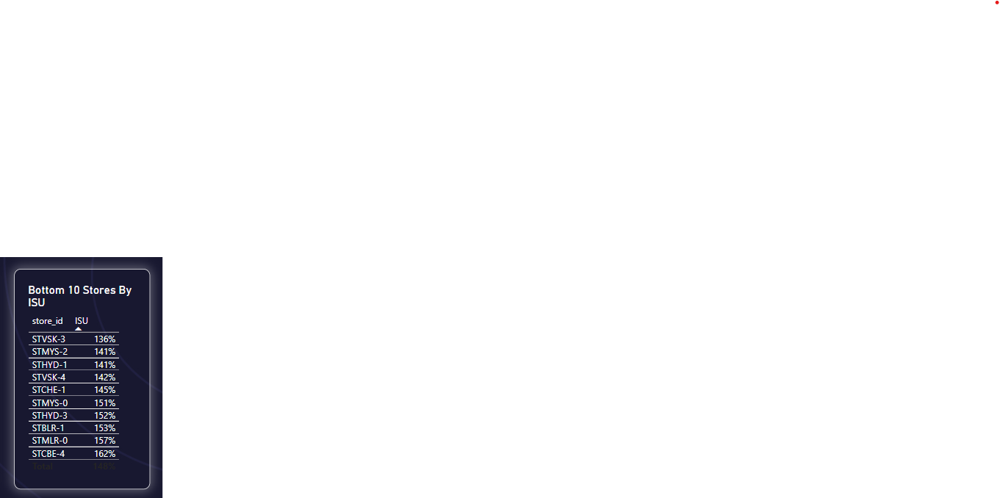 Bottom 10 Stores By
ISU
store_id ISU
STVSK-3 136%
STMYS-2 141%
STHYD-1 141%
STVSK-4 142%
STCHE-1 145%
STMYS-0 151%
STHYD-3 152%
STBLR-1 153%
STMLR-0 157%
STCBE-4 162%
Total 148%